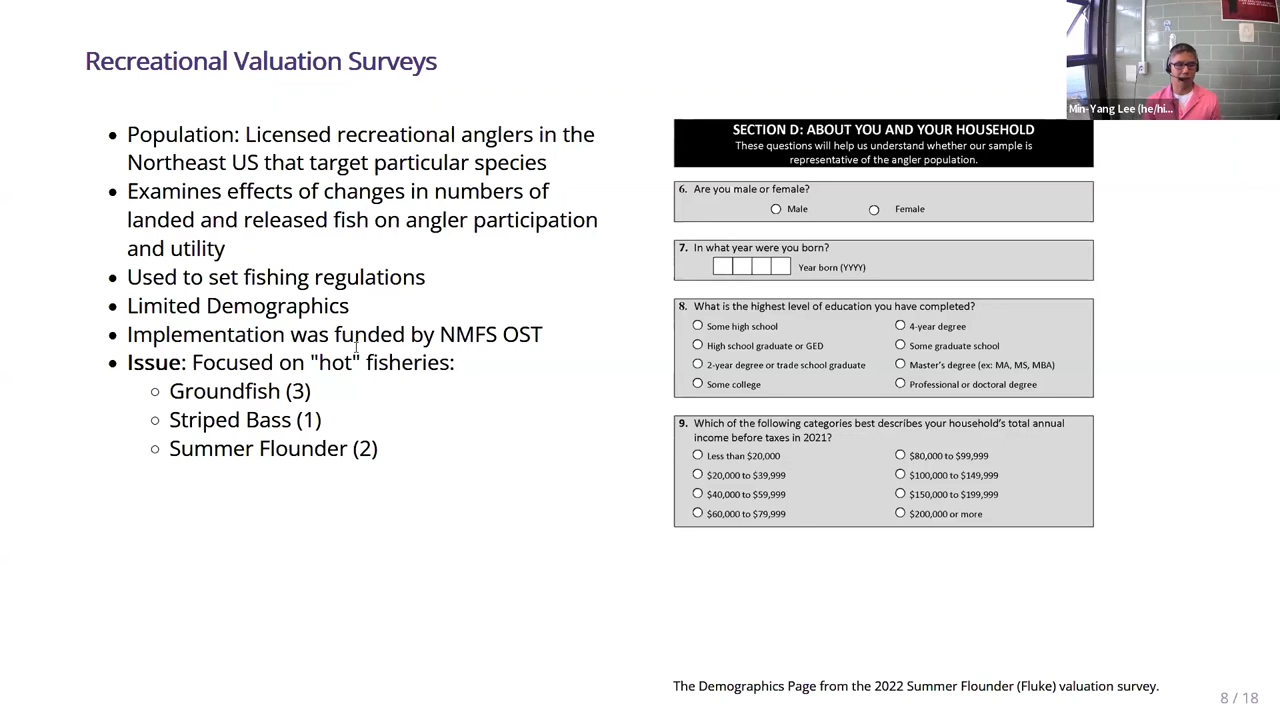 Recreational Valuation Surveys
Min-Yang Lee (he/hi...
• Population: Licensed recreational anglers in the
Northeast US that target particular species
• Examines effects of changes in numbers of
landed and released fish on angler participation
and utility
• Used to set fishing regulations
• Limited Demographics
• Implementation was funded by NMFS OST
• Issue: Focused on "hot" fisheries:
○ Groundfish (3)
○ Striped Bass (1)
○ Summer Flounder (2)
SECTION D: ABOUT YOU AND YOUR HOUSEHOLD
These questions will help us understand whether our sample is
representative of the angler population.
6. Are you male or female?
Male Female
7. In what year were you born?
Year born (YYYY)
8. What is the highest level of education you have completed?
Some high school 4-year degree
High school graduate or GED Some graduate school
2-year degree or trade school graduate Master's degree (ex: MA, MS, MBA)
Some college Professional or doctoral degree
9. Which of the following categories best describes your household's total annual
income before taxes in 2021?
Less than $20,000 $80,000 to $99,999
$20,000 to $39,999 $100,000 to $149,999
$40,000 to $59,999 $150,000 to $199,999
$60,000 to $79,999 $200,000 or more
The Demographics Page from the 2022 Summer Flounder (Fluke) valuation survey.
8 / 18